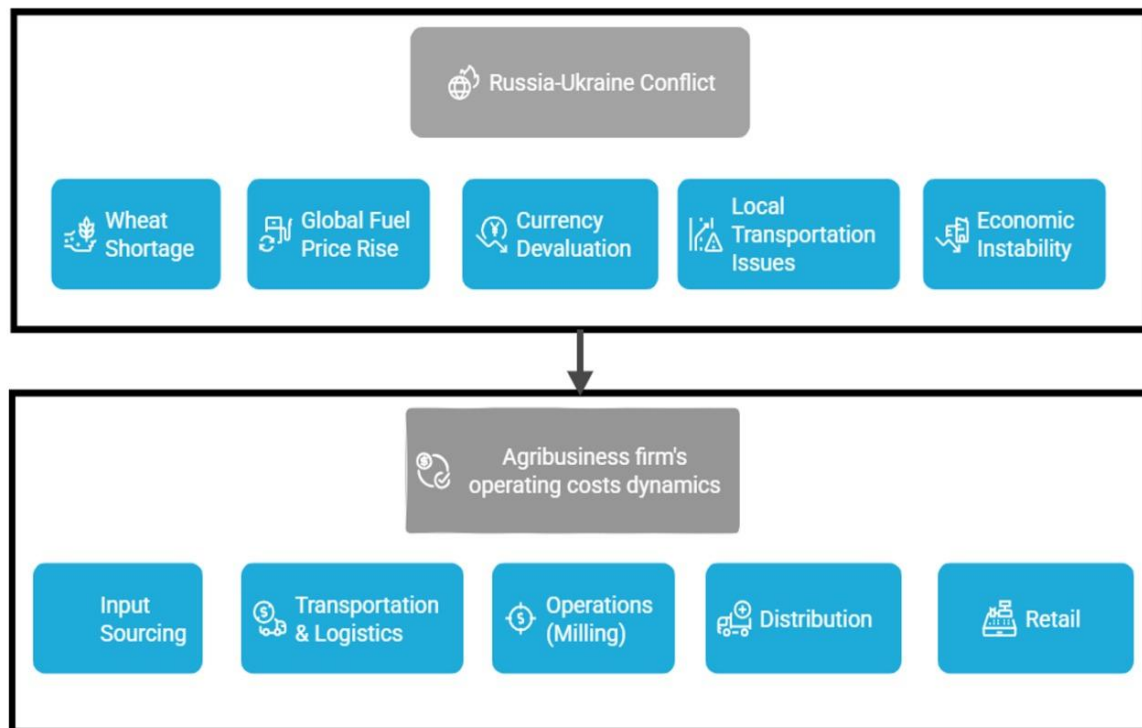 Russia-Ukraine Conflict
Wheat
Shortage
Global Fuel
Price Rise
Currency
Devaluation
Local
Transportation
Issues
Economic
Instability
Agribusiness firm's
operating costs dynamics
Input
Sourcing
Transportation
& Logistics
Operations
(Milling)
Distribution
Retail